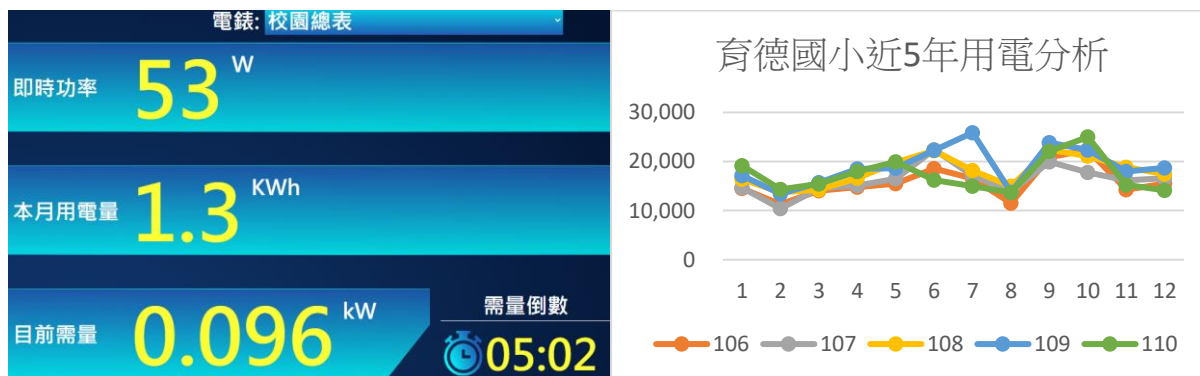 電錶: 校園總表
即時功率 53 W
本月用電量 1.3 KWh
目前需量 0.096 kW
需量倒數
05:02
育德國小近5年用電分析
30,000
20,000
10,000
0
1 2 3 4 5 6 7 8 9 10 11 12
106 107 108 109 110